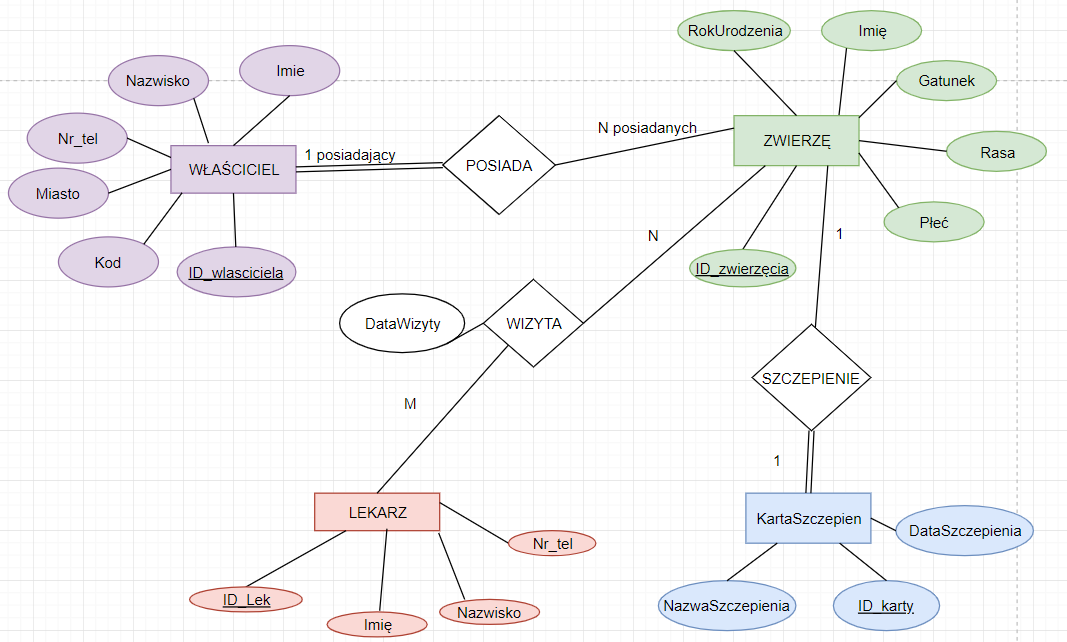 RokUrodzenia
Imię
Nazwisko
Imie
Gatunek
Nr_tel
N posiadanych
ZWIERZĘ
1 posiadający
WŁAŚCICIEL
POSIADA
Rasa
Miasto
Płeć
N
1
Kod
ID_wlasciciela
ID_zwierzęcia
DataWizyty
WIZYTA
SZCZEPIENIE
M
1
LEKARZ
KartaSzczepien
DataSzczepienia
Nr_tel
ID_Lek
Nazwisko
NazwaSzczepienia
ID_karty
Imię